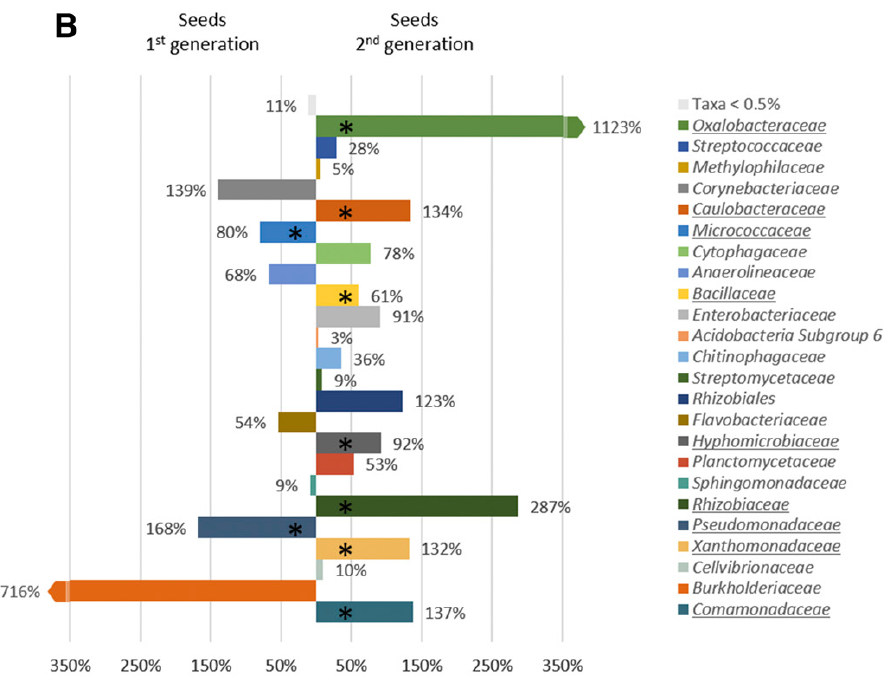 B
Seeds
1st generation
Seeds
2nd generation
11%
Taxa < 0.5%
* 1123%
Oxalobacteraceae
28%
Streptococcaceae
5%
Methylophilaceae
139%
Corynebacteriaceae
* 134%
Caulobacteraceae
80% *
Micrococcaceae
78%
Cytophagaceae
68%
Anaerolineaceae
* 61%
Bacillaceae
91%
Enterobacteriaceae
3%
Acidobacteria Subgroup 6
36%
Chitinophagaceae
9%
Streptomycetaceae
123%
Rhizobiales
54%
Flavobacteriaceae
* 92%
Hyphomicrobiaceae
53%
Planctomycetaceae
9%
Sphingomonadaceae
* 287%
Rhizobiaceae
168% *
Pseudomonadaceae
* 132%
Xanthomonadaceae
10%
Cellvibrionaceae
716%
Burkholderiaceae
* 137%
Comamonadaceae
350% 250% 150% 50% 50% 150% 250% 350%